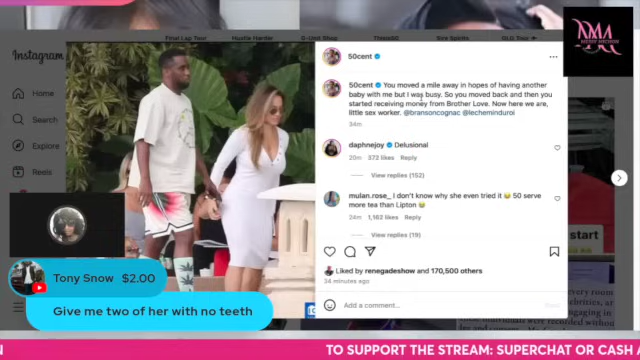 Final Lap Tour
Hustle Harder
G-Unit Shop
Sire Spirits
GLG Tour
Instagram
50cent
50cent You moved a mile away in hopes of having another
baby with me but I was busy. So you moved back and then you
started receiving money from Brother Love. Now here we are,
little sex worker. @bransoncognac @lecheminduroi
34m
daphnejoy Delusional
20m 372 likes Reply
View replies (152)
mulan.rose_ I don't know why she even tried it 😂 50 serve
more tea than Lipton 😂
24m 1,162 likes Reply
View replies (19)
Liked by renegadeshow and 170,500 others
34 minutes ago
Add a comment...
Home
Search
Explore
Reels
Tony Snow $2.00
Give me two of her with no teeth
start
TO SUPPORT THE STREAM: SUPERCHAT OR CASH